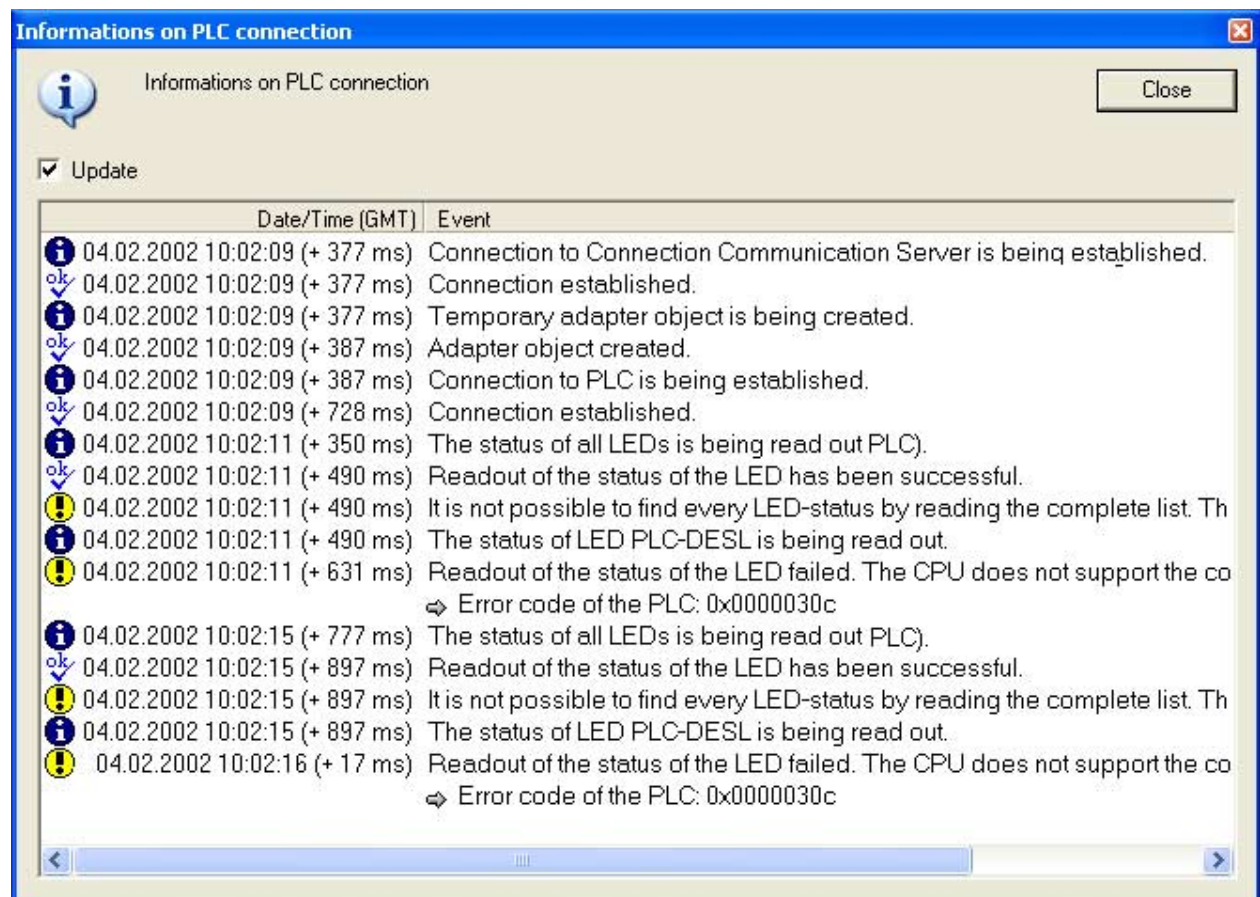 Informations on PLC connection
Informations on PLC connection
Close
Update
Date/Time (GMT) Event
04.02.2002 10:02:09 (+ 377 ms) Connection to Connection Communication Server is being established.
ok 04.02.2002 10:02:09 (+ 377 ms) Connection established.
04.02.2002 10:02:09 (+ 377 ms) Temporary adapter object is being created.
ok 04.02.2002 10:02:09 (+ 387 ms) Adapter object created.
04.02.2002 10:02:09 (+ 387 ms) Connection to PLC is being established.
ok 04.02.2002 10:02:09 (+ 728 ms) Connection established.
04.02.2002 10:02:11 (+ 350 ms) The status of all LEDs is being read out PLC).
ok 04.02.2002 10:02:11 (+ 490 ms) Readout of the status of the LED has been successful.
04.02.2002 10:02:11 (+ 490 ms) It is not possible to find every LED-status by reading the complete list. Th
04.02.2002 10:02:11 (+ 490 ms) The status of LED PLC-DESL is being read out.
04.02.2002 10:02:11 (+ 631 ms) Readout of the status of the LED failed. The CPU does not support the co
⇨ Error code of the PLC: 0x0000030c
04.02.2002 10:02:15 (+ 777 ms) The status of all LEDs is being read out PLC).
ok 04.02.2002 10:02:15 (+ 897 ms) Readout of the status of the LED has been successful.
04.02.2002 10:02:15 (+ 897 ms) It is not possible to find every LED-status by reading the complete list. Th
04.02.2002 10:02:15 (+ 897 ms) The status of LED PLC-DESL is being read out.
04.02.2002 10:02:16 (+ 17 ms) Readout of the status of the LED failed. The CPU does not support the co
⇨ Error code of the PLC: 0x0000030c